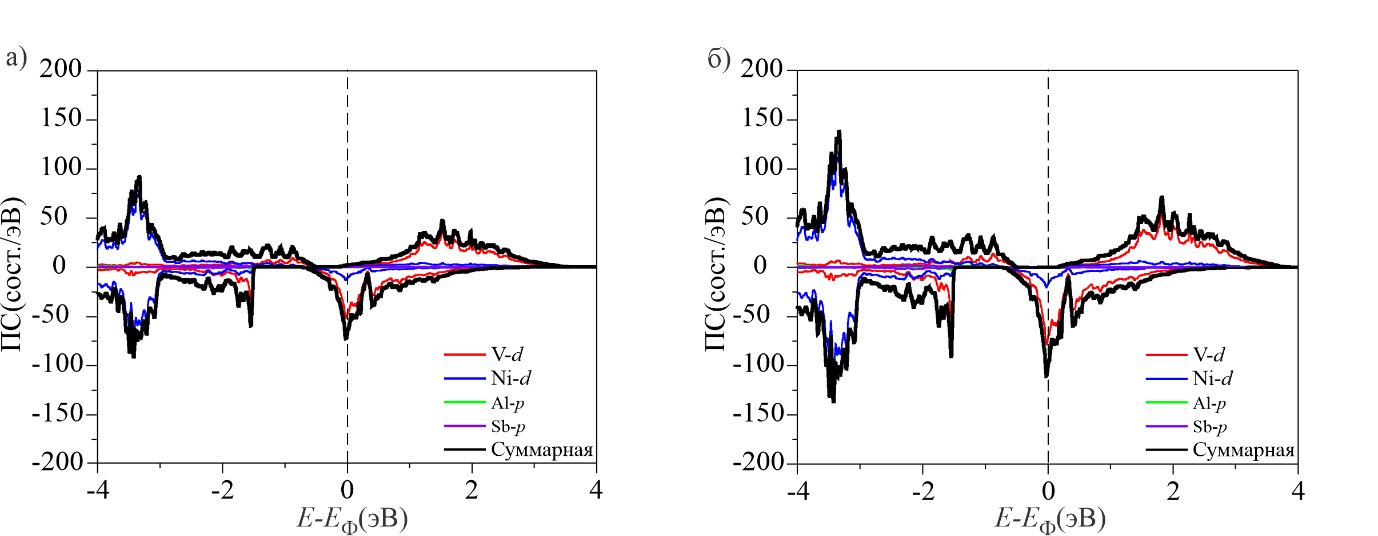 а)
ПС(сост./эВ)
200
150
100
50
0
-50
-100
-150
-200
V-d
Ni-d
Al-p
Sb-p
Суммарная
-4
-2
0
2
4
E-EФ(эВ)
б)
ПС(сост./эВ)
200
150
100
50
0
-50
-100
-150
-200
V-d
Ni-d
Al-p
Sb-p
Суммарная
-4
-2
0
2
4
E-EФ(эВ)